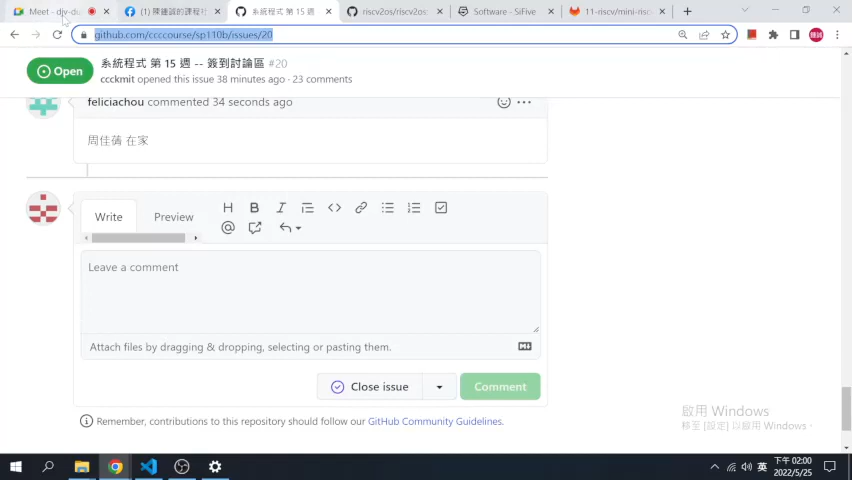 Meet - djv-du
(1) 陳鍾誠的課程社
系統程式 第 15 週
riscv2os/riscv2os:
Software - SiFive
11-riscv/mini-risc
github.com/ccccourse/sp110b/issues/20
Open
系統程式 第 15 週 -- 簽到討論區 #20
ccckmit opened this issue 38 minutes ago · 23 comments
feliciachou commented 34 seconds ago
周佳蒨 在家
Write
Preview
Leave a comment
Attach files by dragging & dropping, selecting or pasting them.
Close issue
Comment
Remember, contributions to this repository should follow our GitHub Community Guidelines.
啟用 Windows
移至 [設定] 以啟用 Windows。
英
下午 02:00
2022/5/25